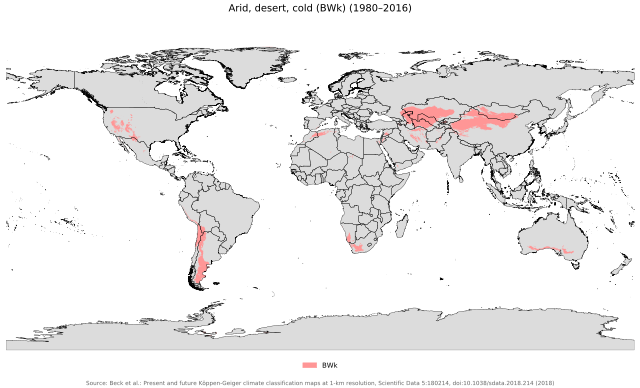 Arid, desert, cold (BWk) (1980–2016)
BWk
Source: Beck et al.: Present and future Köppen-Geiger climate classification maps at 1-km resolution, Scientific Data 5:180214, doi:10.1038/sdata.2018.214 (2018)